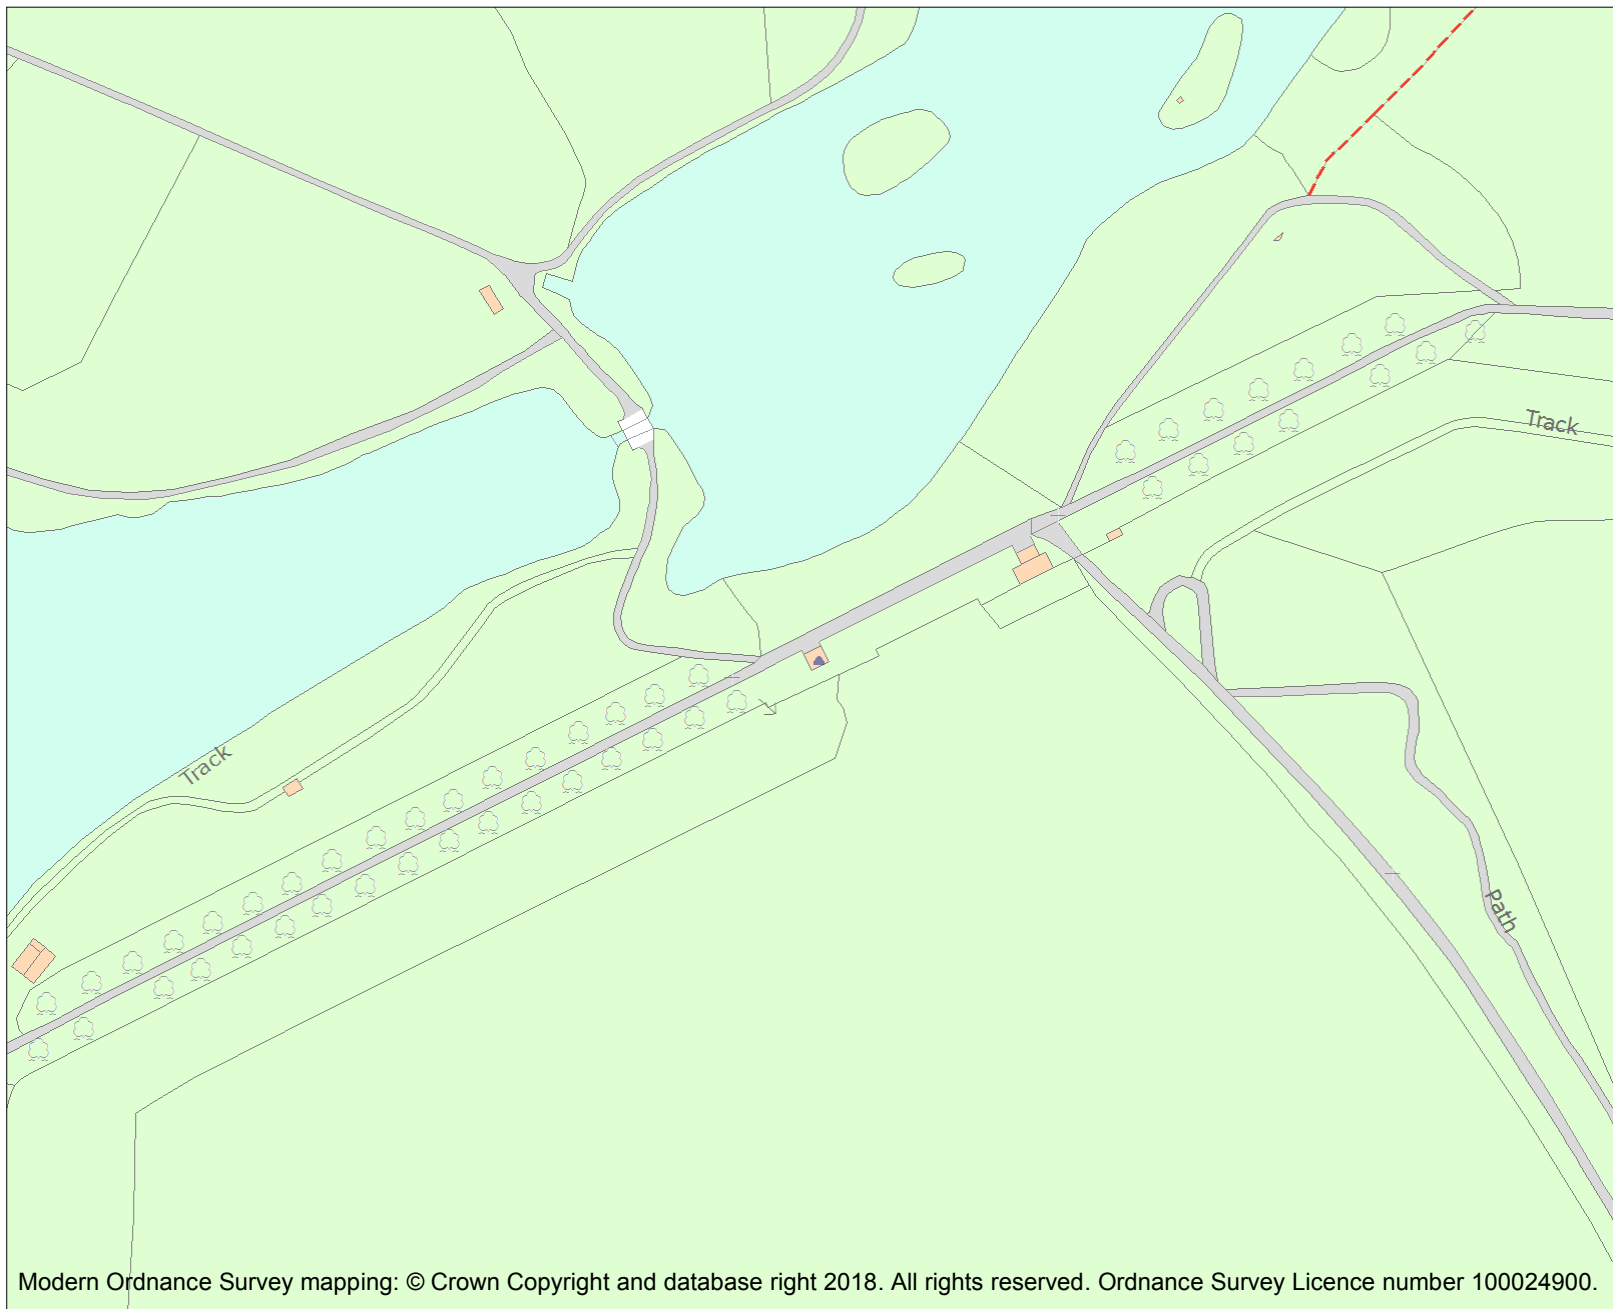 Track
Track
Path
Modern Ordnance Survey mapping: © Crown Copyright and database right 2018. All rights reserved. Ordnance Survey Licence number 100024900.